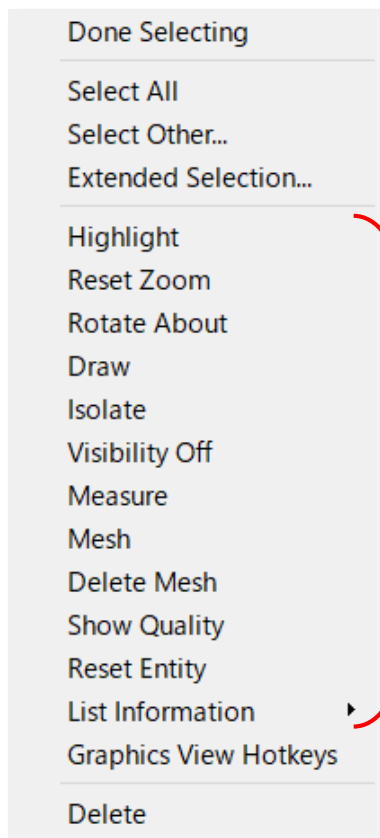 Done Selecting
Select All
Select Other...
Extended Selection...
Highlight
Reset Zoom
Rotate About
Draw
Isolate
Visibility Off
Measure
Mesh
Delete Mesh
Show Quality
Reset Entity
List Information
Graphics View Hotkeys
Delete